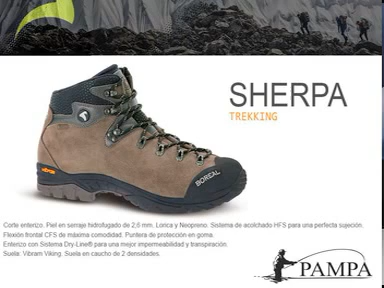 SHERPA
TREKKING
vibram
BOREAL
Corte enterizo. Piel en serraje hidrofugado de 2,6 mm. Lorica y Neopreno. Sistema de acolchado HFS para una perfecta sujeción.
Flexión frontal CFS de máxima comodidad. Puntera de protección en goma.
Enterizo con Sistema Dry-Line® para una mejor impermeabilidad y transpiración.
Suela: Vibram Viking. Suela en caucho de 2 densidades.
PAMPA